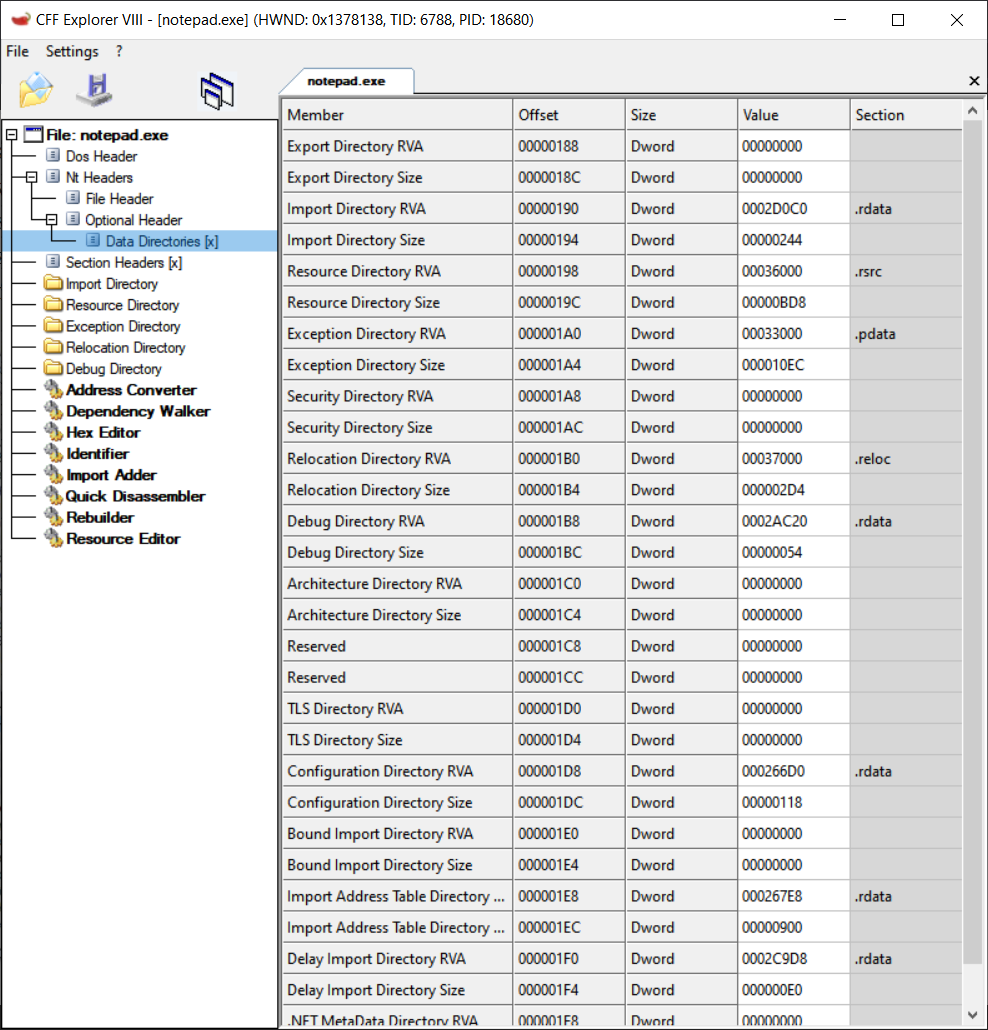 CFF Explorer VIII - [notepad.exe] (HWND: 0x1378138, TID: 6788, PID: 18680)
File Settings ?
notepad.exe
File: notepad.exe
Dos Header
Nt Headers
File Header
Optional Header
Data Directories [x]
Section Headers [x]
Import Directory
Resource Directory
Exception Directory
Relocation Directory
Debug Directory
Address Converter
Dependency Walker
Hex Editor
Identifier
Import Adder
Quick Disassembler
Rebuilder
Resource Editor
Member Offset Size Value Section
Export Directory RVA 00000188 Dword 00000000
Export Directory Size 0000018C Dword 00000000
Import Directory RVA 00000190 Dword 0002D0C0 .rdata
Import Directory Size 00000194 Dword 00000244
Resource Directory RVA 00000198 Dword 00036000 .rsrc
Resource Directory Size 0000019C Dword 00000BD8
Exception Directory RVA 000001A0 Dword 00033000 .pdata
Exception Directory Size 000001A4 Dword 000010EC
Security Directory RVA 000001A8 Dword 00000000
Security Directory Size 000001AC Dword 00000000
Relocation Directory RVA 000001B0 Dword 00037000 .reloc
Relocation Directory Size 000001B4 Dword 000002D4
Debug Directory RVA 000001B8 Dword 0002AC20 .rdata
Debug Directory Size 000001BC Dword 00000054
Architecture Directory RVA 000001C0 Dword 00000000
Architecture Directory Size 000001C4 Dword 00000000
Reserved 000001C8 Dword 00000000
Reserved 000001CC Dword 00000000
TLS Directory RVA 000001D0 Dword 00000000
TLS Directory Size 000001D4 Dword 00000000
Configuration Directory RVA 000001D8 Dword 000266D0 .rdata
Configuration Directory Size 000001DC Dword 00000118
Bound Import Directory RVA 000001E0 Dword 00000000
Bound Import Directory Size 000001E4 Dword 00000000
Import Address Table Directory ... 000001E8 Dword 000267E8 .rdata
Import Address Table Directory ... 000001EC Dword 00000900
Delay Import Directory RVA 000001F0 Dword 0002C9D8 .rdata
Delay Import Directory Size 000001F4 Dword 000000E0
.NET MetaData Directory RVA 000001F8 Dword 00000000